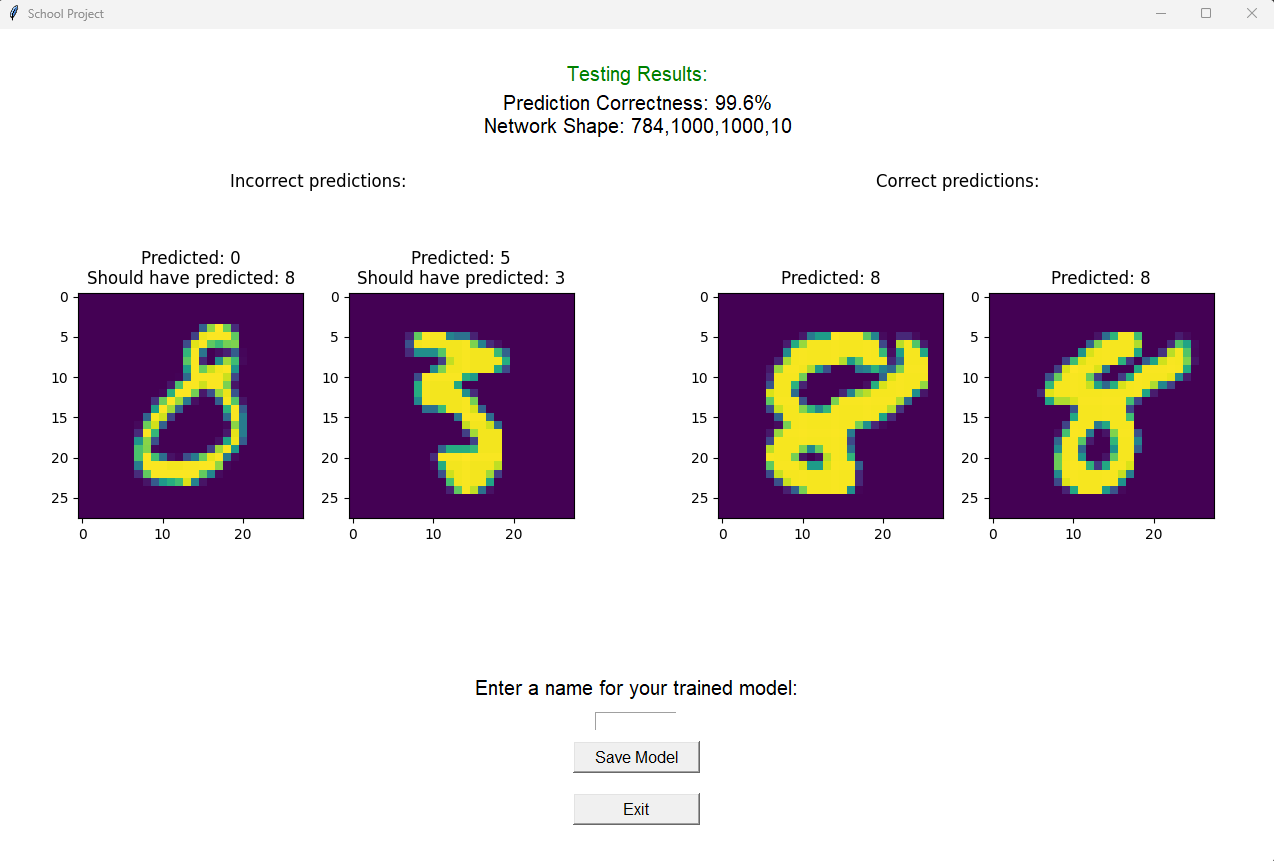 School Project
Testing Results:
Prediction Correctness: 99.6%
Network Shape: 784,1000,1000,10
Incorrect predictions:
Correct predictions:
Predicted: 0
Should have predicted: 8
0
5
10
15
20
25
0
10
20
Predicted: 5
Should have predicted: 3
0
5
10
15
20
25
0
10
20
Predicted: 8
0
5
10
15
20
25
0
10
20
Predicted: 8
0
5
10
15
20
25
0
10
20
Enter a name for your trained model:
Save Model
Exit